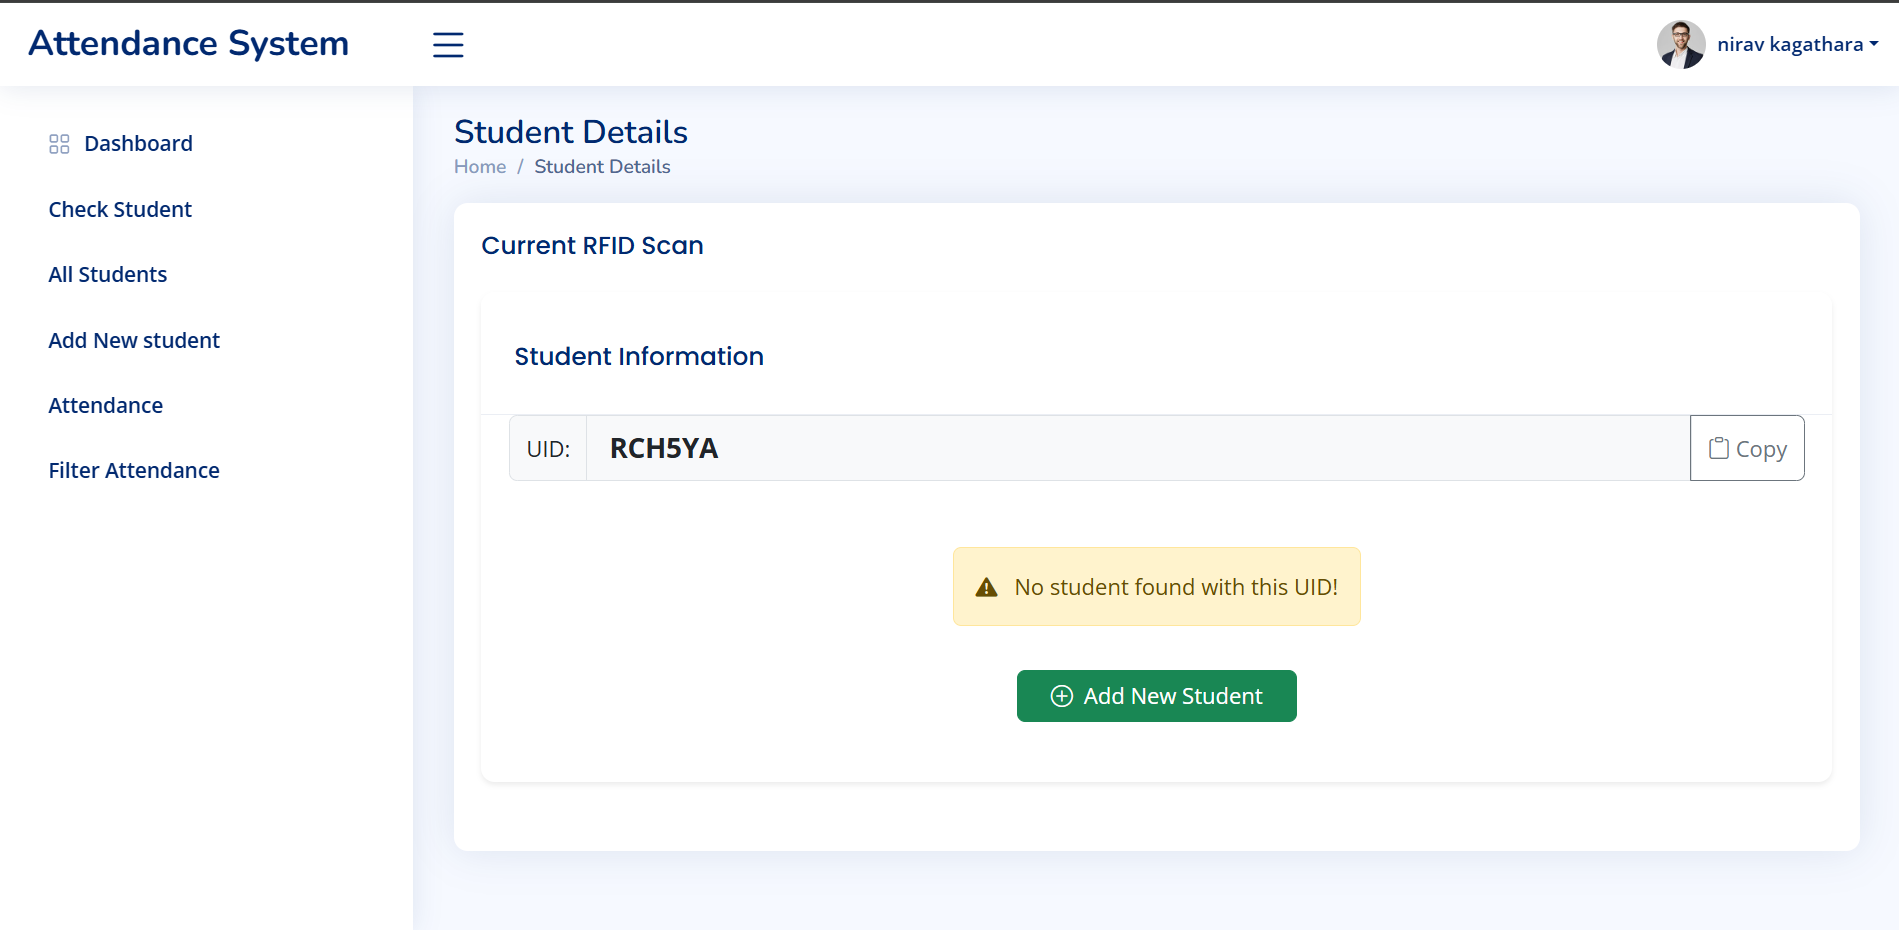 Attendance System
nirav kagathara
Dashboard
Check Student
All Students
Add New student
Attendance
Filter Attendance
Student Details
Home / Student Details
Current RFID Scan
Student Information
UID: RCH5YA Copy
No student found with this UID!
Add New Student